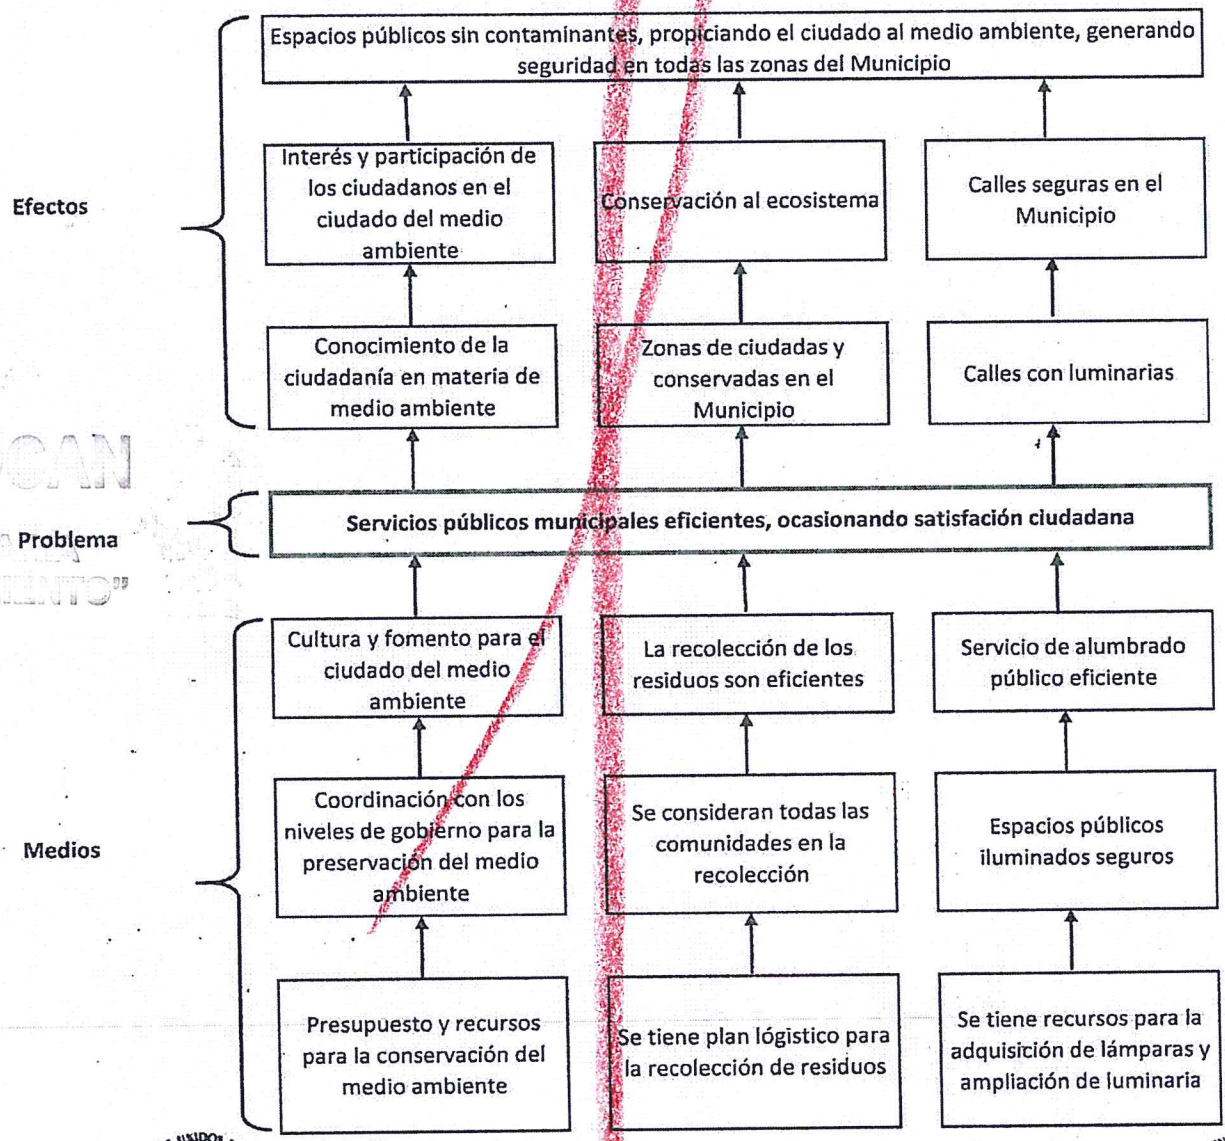 Espacios públicos sin contaminantes, propiciando el ciudado al medio ambiente, generando
seguridad en todas las zonas del Municipio
Efectos
Interés y participación de
los ciudadanos en el
ciudado del medio
ambiente
Conservación al ecosistema
Calles seguras en el
Municipio
Conocimiento de la
ciudadanía en materia de
medio ambiente
Zonas de ciudadas y
conservadas en el
Municipio
Calles con luminarias
Problema
Servicios públicos municipales eficientes, ocasionando satisfacción ciudadana
Cultura y fomento para el
ciudado del medio
ambiente
La recolección de los
residuos son eficientes
Servicio de alumbrado
público eficiente
Medios
Coordinación con los
niveles de gobierno para la
preservación del medio
ambiente
Se consideran todas las
comunidades en la
recolección
Espacios públicos
iluminados seguros
Presupuesto y recursos
para la conservación del
medio ambiente
Se tiene plan lógistico para
la recolección de residuos
Se tiene recursos para la
adquisición de lámparas y
ampliación de luminaria